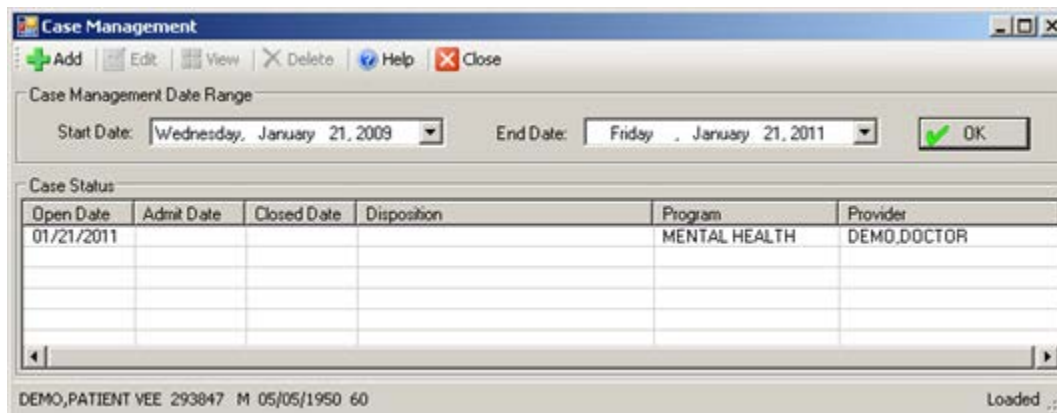 Case Management
Add Edit View Delete Help Close
Case Management Date Range
Start Date: Wednesday, January 21, 2009 End Date: Friday , January 21, 2011 OK
Case Status
Open Date Admit Date Closed Date Disposition Program Provider
01/21/2011 MENTAL HEALTH DEMO,DOCTOR
DEMO,PATIENT VEE 293847 M 05/05/1950 60 Loaded